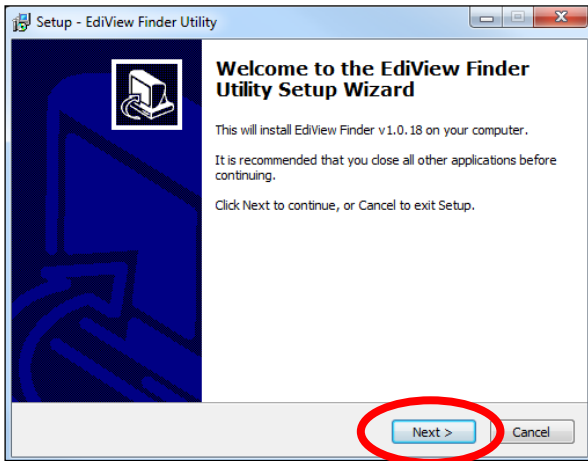 Setup - EdiView Finder Utility
Welcome to the EdiView Finder
Utility Setup Wizard
This will install EdiView Finder v1.0.18 on your computer.
It is recommended that you close all other applications before
continuing.
Click Next to continue, or Cancel to exit Setup.
Next >
Cancel